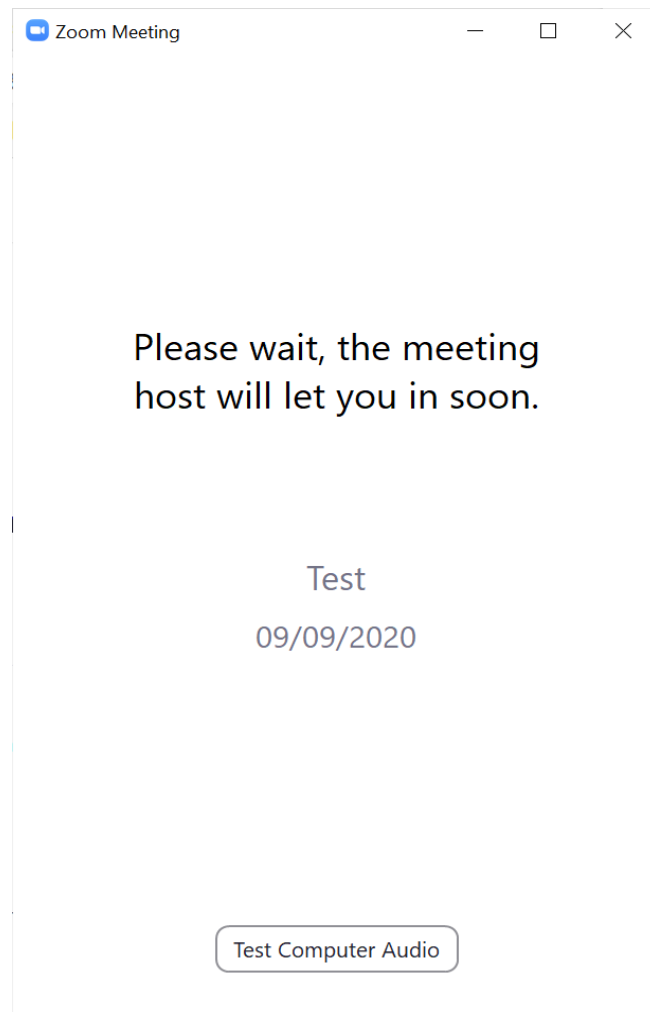 Zoom Meeting
Please wait, the meeting
host will let you in soon.
Test
09/09/2020
Test Computer Audio